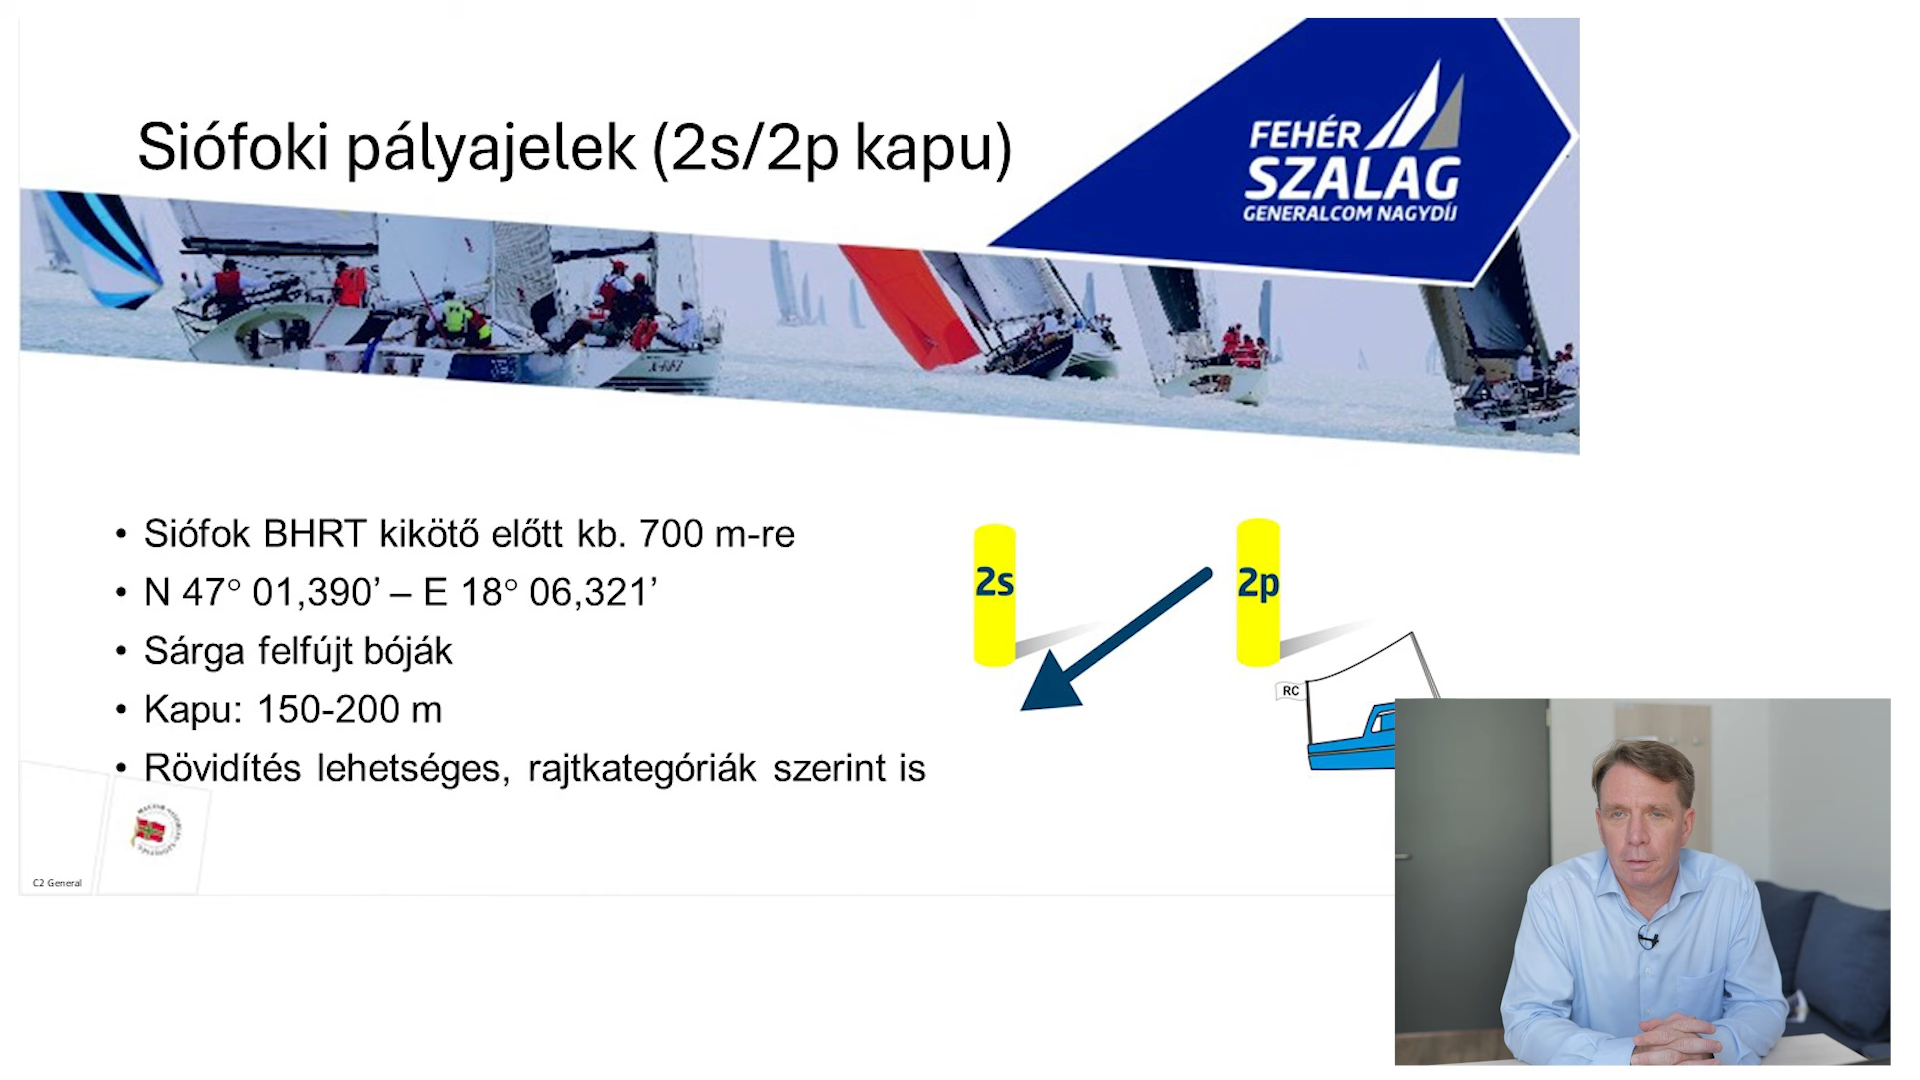 Siófoki pályajelek (2s/2p kapu)
FEHÉR
SZALAG
GENERALCOM NAGYDÍJ
• Siófok BHRT kikötő előtt kb. 700 m-re
• N 47° 01,390’ – E 18° 06,321’
• Sárga felfújt bóják
• Kapu: 150-200 m
• Rövidítés lehetséges, rajtkategóriák szerint is
2s
2p
RC
C2 General